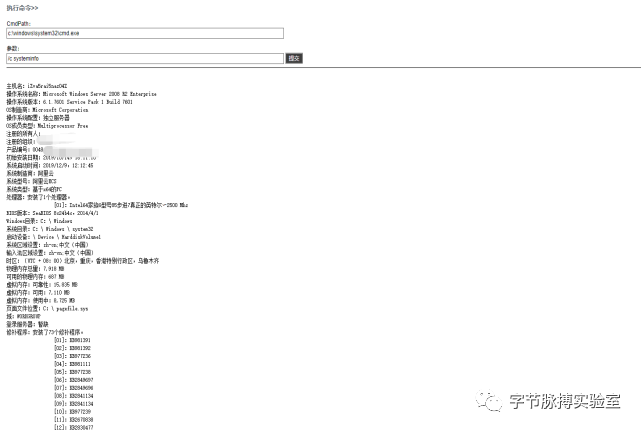 执行命令>>
CmdPath:
c:\windows\system32\cmd.exe
参数:
/c systeminfo 提交
主机名: iZvx8raiHnaz04Z
操作系统名称: Microsoft Windows Server 2008 R2 Enterprise
操作系统版本: 6.1.7601 Service Pack 1 Build 7601
OS制造商: Microsoft Corporation
操作系统配置: 独立服务器
OS成员类型: Multiprocessor Free
注册的所有人:
注册的组织:
产品编号: 0048
初始安装日期:
系统启动时间: 2019/12/9, 12:12:45
系统制造商: 阿里云
系统型号: 阿里云ECS
系统类型: 基于x64的PC
处理器: 安装了1个处理器。
[01]: Intel64家族6型号85步进7真正的英特尔~2500 Mhz
BIOS版本: SeaBIOS 2014/4/1
Windows目录: C: \ Windows
系统目录: C: \ Windows \ system32
启动设备: \ Device \ HarddiskVolume1
系统区域设置: zh-cn;中文（中国）
输入法区域设置: zh-cn;中文（中国）
时区: （UTC + 08: 00）北京，重庆，香港特别行政区，乌鲁木齐
物理内存总量: 7,918 MB
可用的物理内存: 687 MB
虚拟内存: 可靠性: 15,835 MB
虚拟内存: 可用: 7,110 MB
虚拟内存: 使用中: 8,725 MB
页面文件位置: C: \ pagefile.sys
域: WORKGROUP
登录服务器: 暂缺
修补程序: 安装了73个修补程序。
[01]: KB981391
[02]: KB981392
[03]: KB977236
[04]: KB981111
[05]: KB977238
[06]: KB2849697
[07]: KB2849696
[08]: KB2841134
[09]: KB2841134
[10]: KB977239
[11]: KB2670838
[12]: KB2830477
字节脉搏实验室